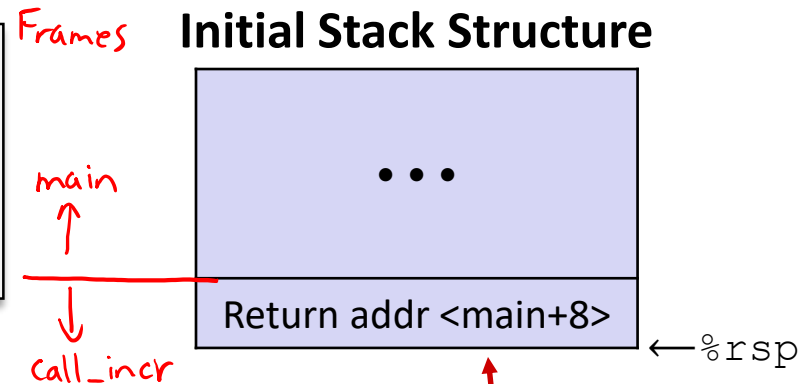 Frames
Initial Stack Structure
• • •
main
Return addr <main+8>
←%rsp
call_incr